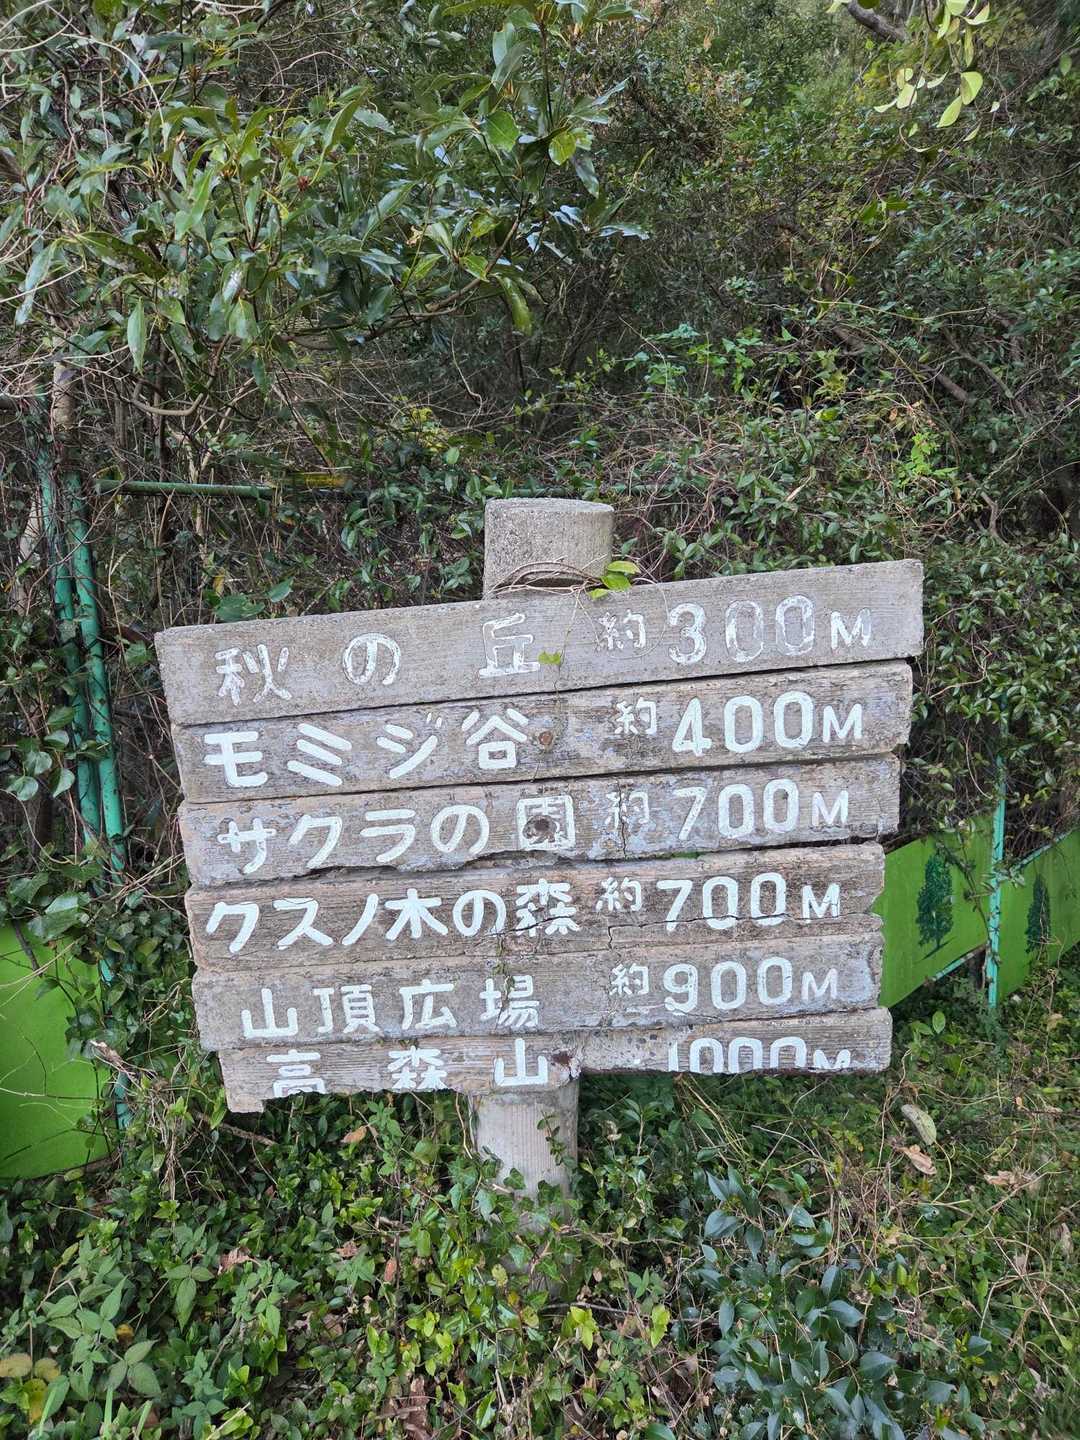 秋の丘 約300M
モミジ谷 約400M
サクラの園 約700M
クスノ木の森 約700M
山頂広場 約900M
高森山 1000M